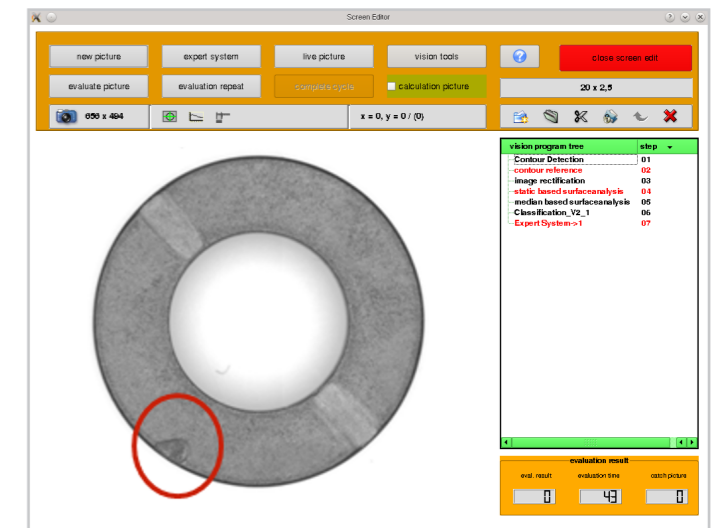 Screen Editor
new picture
expert system
live picture
vision tools
close screen edit
evaluate picture
evaluation repeat
complete cycle
calculation picture
20 x 2,5
656 x 494
x = 0, y = 0 / {0}
vision program tree step
Contour Detection 01
contour reference 02
image rectification 03
static based surfaceanalysis 04
median based surfaceanalysis 05
Classification_V2_1 06
Expert System->1 07
evaluation result
eval. result
evaluation time
catch picture
0
43
0